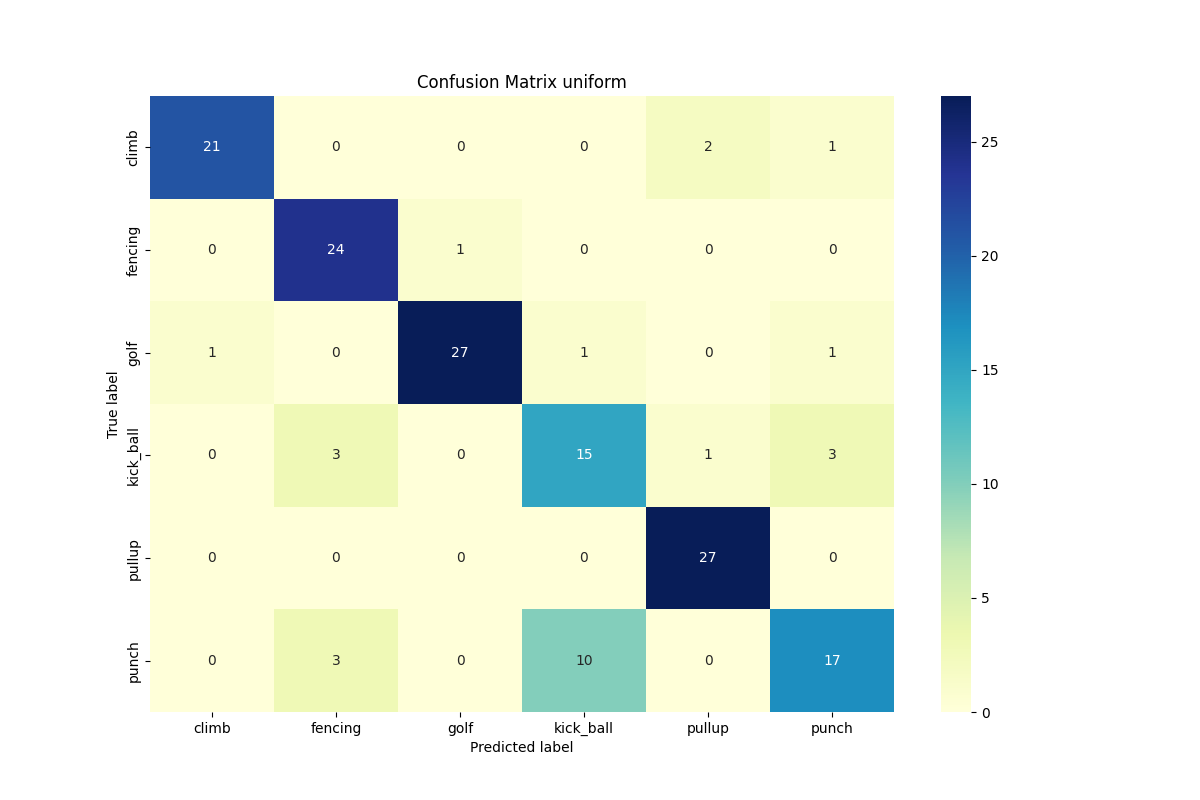 Confusion Matrix uniform
True label
climb 21 0 0 0 2 1
fencing 0 24 1 0 0 0
golf 1 0 27 1 0 1
kick_ball 0 3 0 15 1 3
pullup 0 0 0 0 27 0
punch 0 3 0 10 0 17
climb fencing golf kick_ball pullup punch
Predicted label
25
20
15
10
5
0